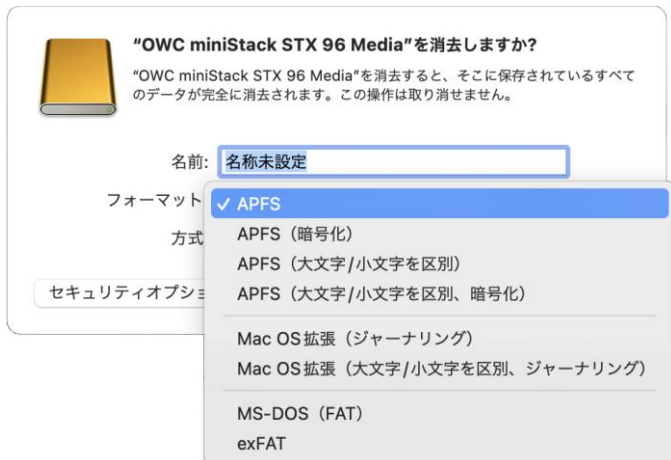 “OWC miniStack STX 96 Media”を消去しますか?
“OWC miniStack STX 96 Media”を消去すると、そこに保存されているすべて
のデータが完全に消去されます。この操作は取り消せません。
名前: 名称未設定
フォーマット
✓ APFS
方式
APFS（暗号化）
APFS（大文字/小文字を区別）
セキュリティオプショ
APFS（大文字/小文字を区別、暗号化）
Mac OS拡張（ジャーナリング）
Mac OS拡張（大文字/小文字を区別、ジャーナリング）
MS-DOS（FAT）
exFAT